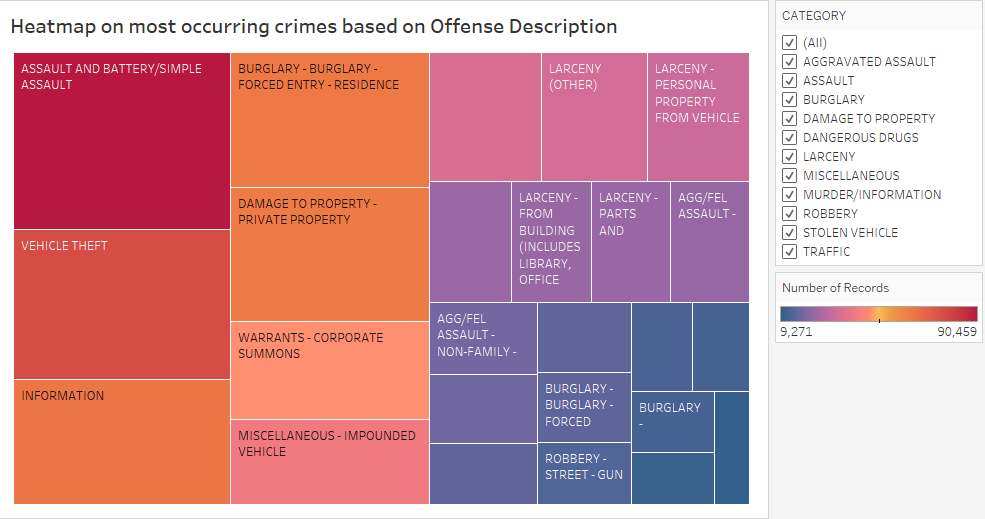 Heatmap on most occurring crimes based on Offense Description
ASSAULT AND BATTERY/SIMPLE
ASSAULT
VEHICLE THEFT
INFORMATION
BURGLARY - BURGLARY -
FORCED ENTRY - RESIDENCE
DAMAGE TO PROPERTY -
PRIVATE PROPERTY
WARRANTS - CORPORATE
SUMMONS
MISCELLANEOUS - IMPOUNDED
VEHICLE
LARCENY
(OTHER)
LARCENY -
PERSONAL
PROPERTY
FROM VEHICLE
LARCENY -
FROM
BUILDING
(INCLUDES
LIBRARY,
OFFICE
LARCENY -
PARTS
AND
AGG/FEL
ASSAULT -
AGG/FEL
ASSAULT -
NON-FAMILY -
BURGLARY -
BURGLARY -
FORCED
ROBBERY -
STREET - GUN
BURGLARY
-
CATEGORY
(All)
AGGRAVATED ASSAULT
ASSAULT
BURGLARY
DAMAGE TO PROPERTY
DANGEROUS DRUGS
LARCENY
MISCELLANEOUS
MURDER/INFORMATION
ROBBERY
STOLEN VEHICLE
TRAFFIC
Number of Records
9,271
90,459